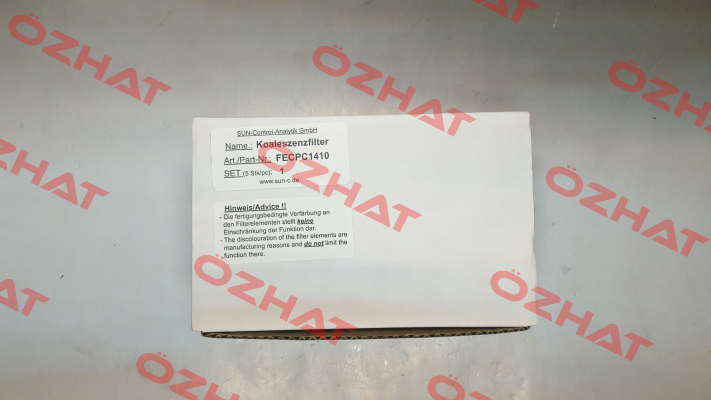 SUN-Control-Analytik GmbH
Name.: Koaleszenzfilter
Art./Part-Nr.: FECPC1410
SET (5 Stk/pc): 1
www.sun-c.de
Hinweis/Advice !!
- Die fertigungsbedingte Verfärbung an
den Filterelementen stellt keine
Einschränkung der Funktion dar.
- The discolouration of the filter elements are
manufacturing reasons and do not limit the
function there.
ÖZHAT
ÖZHAT
ÖZHAT
ÖZHAT
ÖZHAT
ÖZHAT
ÖZHAT
ÖZHAT
ÖZHAT
ÖZHAT
ÖZHAT